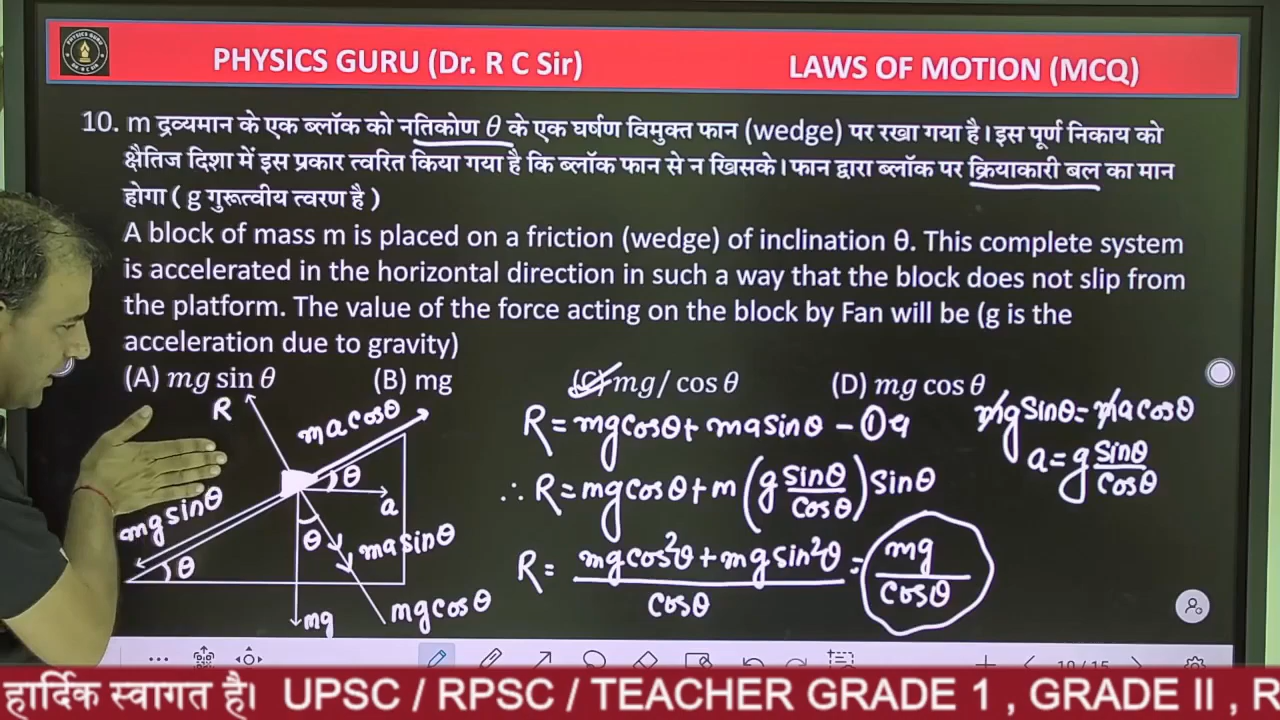 PHYSICS GURU (Dr. R C Sir)
LAWS OF MOTION (MCQ)
10. m द्रव्यमान के एक ब्लॉक को नतिकोण θ के एक घर्षण विमुक्त फान (wedge) पर रखा गया है। इस पूर्ण निकाय को
क्षैतिज दिशा में इस प्रकार त्वरित किया गया है कि ब्लॉक फान से न खिसके। फान द्वारा ब्लॉक पर क्रियाकारी बल का मान
होगा ( g गुरूत्वीय त्वरण है )
A block of mass m is placed on a friction (wedge) of inclination θ. This complete system
is accelerated in the horizontal direction in such a way that the block does not slip from
the platform. The value of the force acting on the block by Fan will be (g is the
acceleration due to gravity)
(A) mg sin θ (B) mg (C) mg/ cos θ (D) mg cos θ
R
ma cosθ
mg sinθ
θ
a
θ
θ
ma sinθ
mg cosθ
mg
R = mg cosθ + ma sinθ - ①
∴ R = mg cosθ + m (g sinθ/cosθ) sinθ
R = mg cos²θ + mg sin²θ / cosθ = mg / cosθ
mg sinθ = ma cosθ
a = g sinθ/cosθ
10 / 15
हार्दिक स्वागत है। UPSC / RPSC / TEACHER GRADE 1 , GRADE II , R